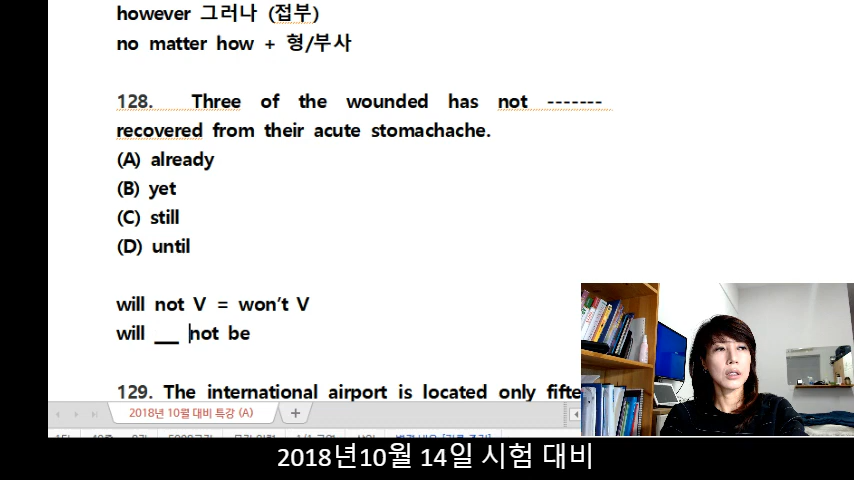 however 그러나 (접부)
no matter how + 형/부사
128. Three of the wounded has not -------
recovered from their acute stomachache.
(A) already
(B) yet
(C) still
(D) until
will not V = won't V
will __ not be
129. The international airport is located only fifte
2018년 10월 대비 특강 (A)
2018년10월 14일 시험 대비